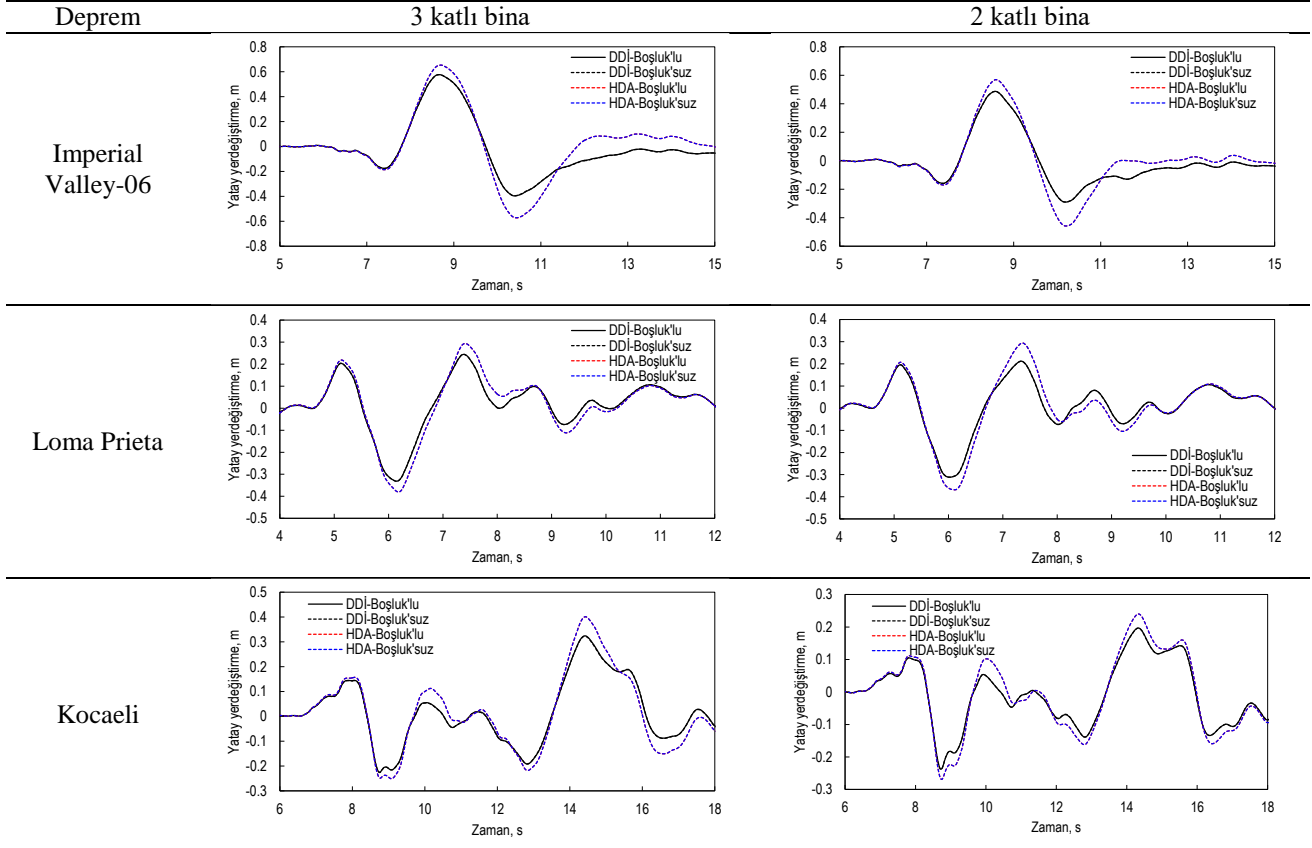 Deprem 3 katlı bina 2 katlı bina
Imperial
Valley-06
Yatay yerdeğiştirme, m
0.8
0.6
0.4
0.2
0
-0.2
-0.4
-0.6
-0.8
DDİ-Boşluk'lu
DDİ-Boşluk'suz
HDA-Boşluk'lu
HDA-Boşluk'suz
5 7 9 11 13 15
Zaman, s
Yatay yerdeğiştirme, m
0.8
0.6
0.4
0.2
0
-0.2
-0.4
-0.6
DDİ-Boşluk'lu
DDİ-Boşluk'suz
HDA-Boşluk'lu
HDA-Boşluk'suz
5 7 9 11 13 15
Zaman, s
Loma Prieta
Yatay yerdeğiştirme, m
0.4
0.3
0.2
0.1
0
-0.1
-0.2
-0.3
-0.4
-0.5
DDİ-Boşluk'lu
DDİ-Boşluk'suz
HDA-Boşluk'lu
HDA-Boşluk'suz
4 5 6 7 8 9 10 11 12
Zaman, s
Yatay yerdeğiştirme, m
0.4
0.3
0.2
0.1
0
-0.1
-0.2
-0.3
-0.4
-0.5
DDİ-Boşluk'lu
DDİ-Boşluk'suz
HDA-Boşluk'lu
HDA-Boşluk'suz
4 5 6 7 8 9 10 11 12
Zaman, s
Kocaeli
Yatay yerdeğiştirme, m
0.5
0.4
0.3
0.2
0.1
0
-0.1
-0.2
-0.3
DDİ-Boşluk'lu
DDİ-Boşluk'suz
HDA-Boşluk'lu
HDA-Boşluk'suz
6 8 10 12 14 16 18
Zaman, s
Yatay yerdeğiştirme, m
0.3
0.2
0.1
0
-0.1
-0.2
-0.3
DDİ-Boşluk'lu
DDİ-Boşluk'suz
HDA-Boşluk'lu
HDA-Boşluk'suz
6 8 10 12 14 16 18
Zaman, s